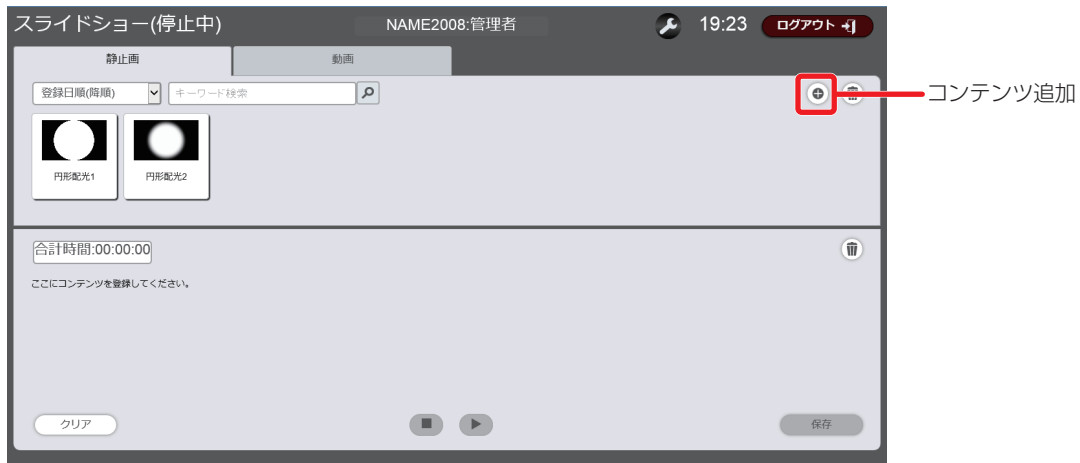 スライドショー(停止中) NAME2008:管理者 19:23 ログアウト
静止画 動画
登録日順(降順) キーワード検索
コンテンツ追加
円形配光1 円形配光2
合計時間:00:00:00
ここにコンテンツを登録してください。
クリア 保存